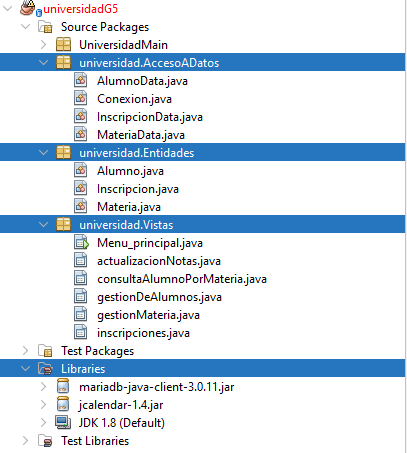 universidadG5
Source Packages
UniversidadMain
universidad.AccesoADatos
AlumnoData.java
Conexion.java
InscripcionData.java
MateriaData.java
universidad.Entidades
Alumno.java
Inscripcion.java
Materia.java
universidad.Vistas
Menu_principal.java
actualizacionNotas.java
consultaAlumnoPorMateria.java
gestionDeAlumnos.java
gestionMateria.java
inscripciones.java
Test Packages
Libraries
mariadb-java-client-3.0.11.jar
jcalendar-1.4.jar
JDK 1.8 (Default)
Test Libraries